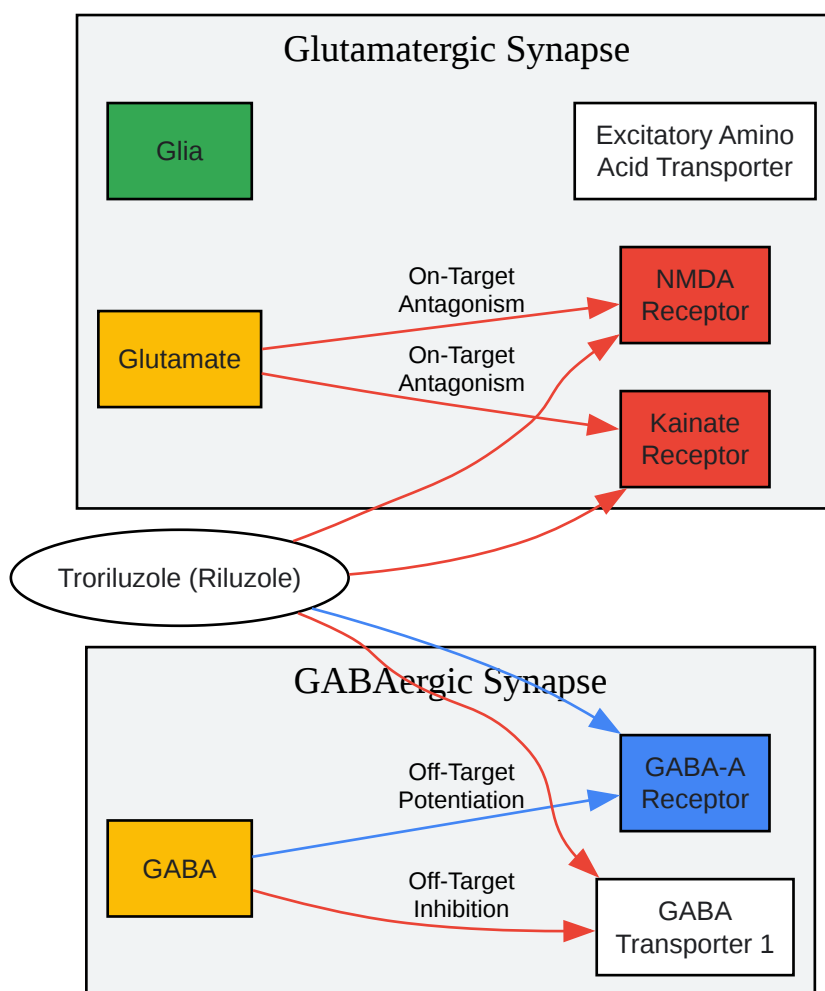 Glutamatergic Synapse
Glia
Excitatory Amino
Acid Transporter
On-Target
Antagonism
NMDA
Receptor
Glutamate
On-Target
Antagonism
Kainate
Receptor
Troriluzole (Riluzole)
GABAergic Synapse
Off-Target
Potentiation
GABA-A
Receptor
GABA
Off-Target
Inhibition
GABA
Transporter 1